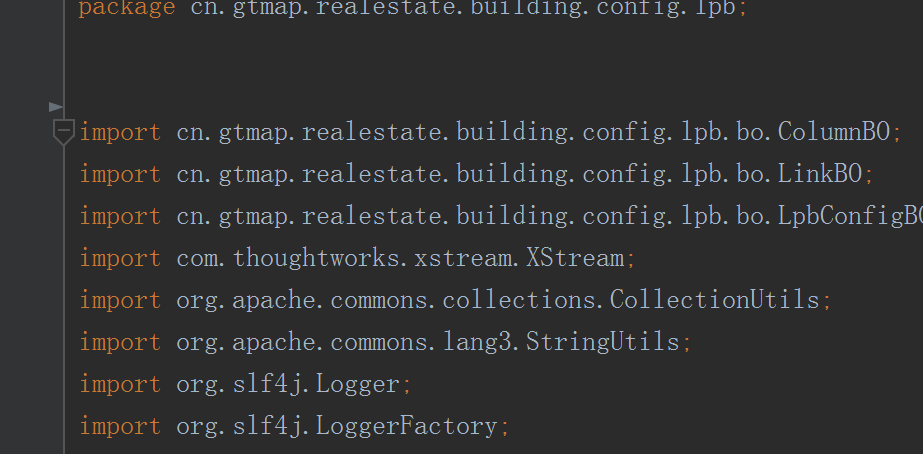 package cn.gtmap.realestate.building.config.lpb;
import cn.gtmap.realestate.building.config.lpb.bo.ColumnBO;
import cn.gtmap.realestate.building.config.lpb.bo.LinkBO;
import cn.gtmap.realestate.building.config.lpb.bo.LpbConfigBO
import com.thoughtworks.xstream.XStream;
import org.apache.commons.collections.CollectionUtils;
import org.apache.commons.lang3.StringUtils;
import org.slf4j.Logger;
import org.slf4j.LoggerFactory;